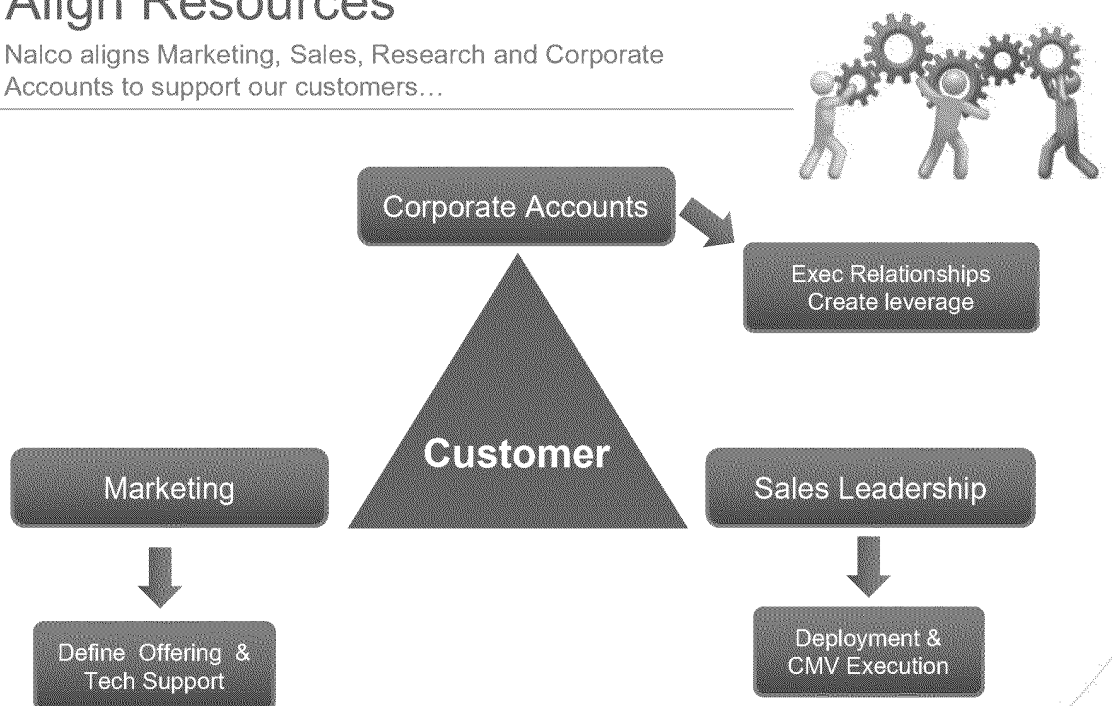 Align Resources
Nalco aligns Marketing, Sales, Research and Corporate
Accounts to support our customers…
Corporate Accounts
Exec Relationships
Create leverage
Customer
Marketing
Sales Leadership
Define Offering &
Tech Support
Deployment &
CMV Execution